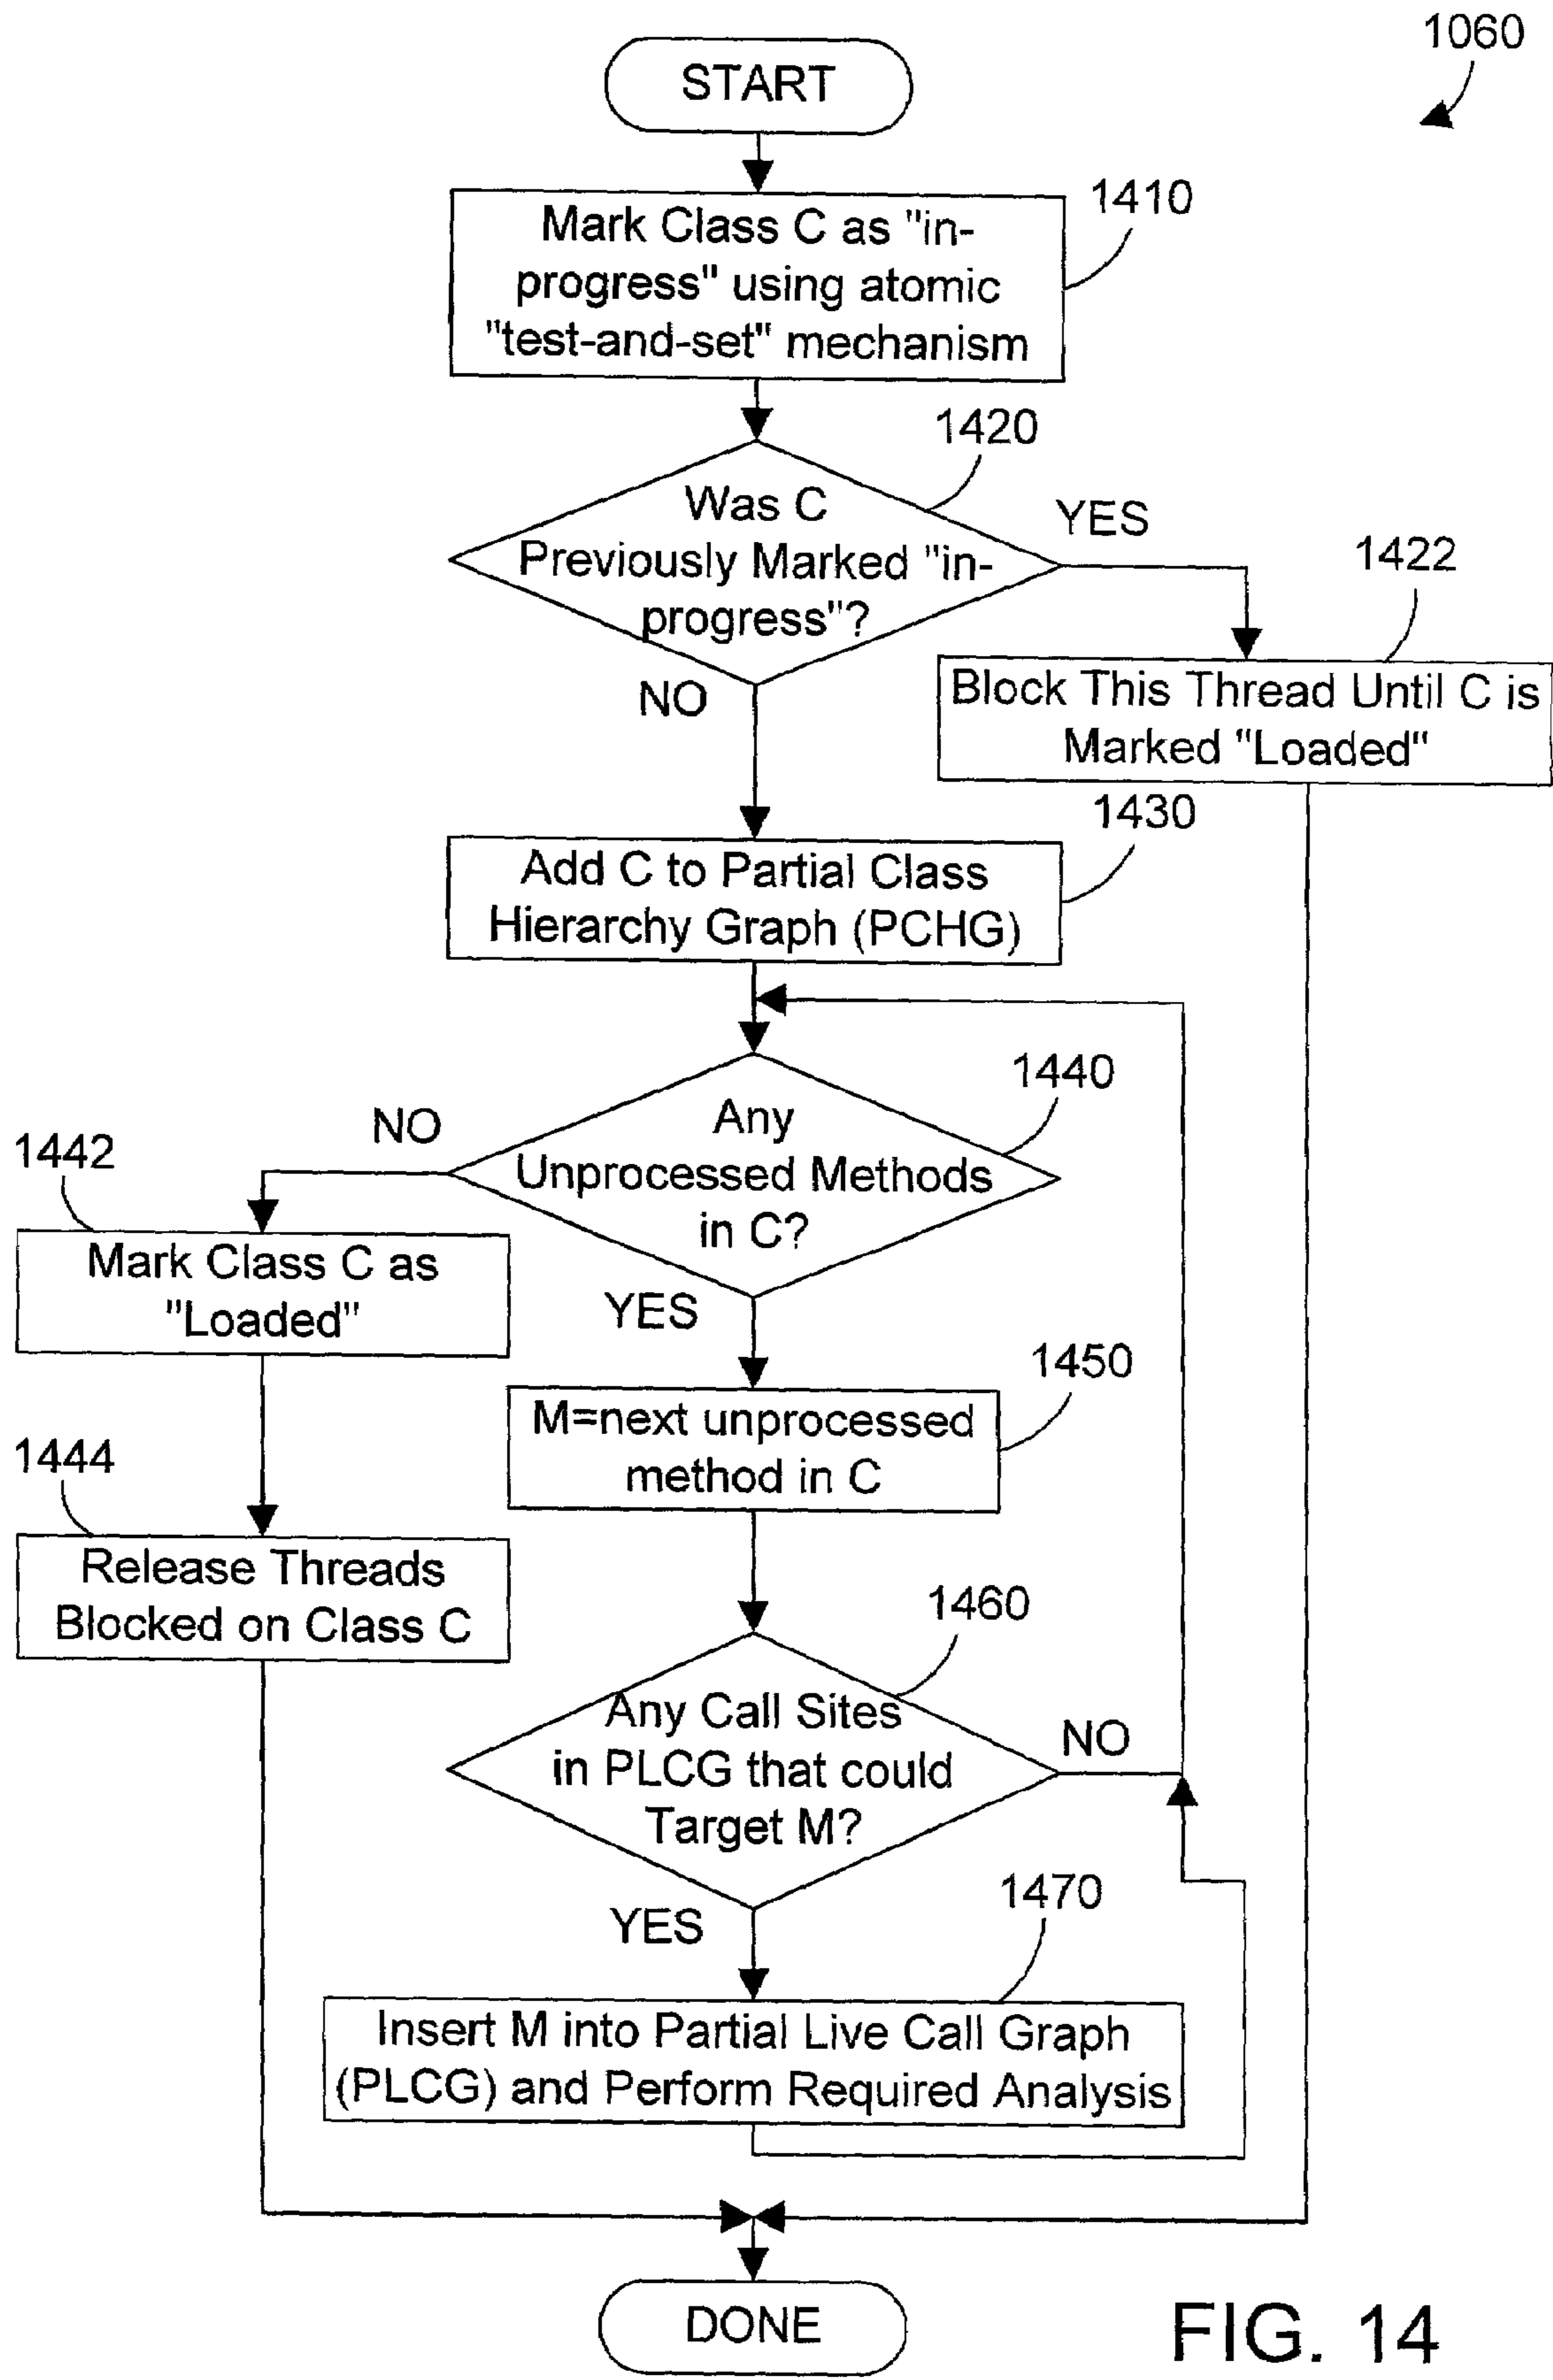 1060
START
1410
Mark Class C as "in-
progress" using atomic
"test-and-set" mechanism
1420
Was C
Previously Marked "in-
progress"?
YES
NO
1422
Block This Thread Until C is
Marked "Loaded"
1430
Add C to Partial Class
Hierarchy Graph (PCHG)
1440
Any
Unprocessed Methods
in C?
NO
YES
1442
Mark Class C as
"Loaded"
1444
Release Threads
Blocked on Class C
1450
M=next unprocessed
method in C
1460
Any Call Sites
in PLCG that could
Target M?
NO
YES
1470
Insert M into Partial Live Call Graph
(PLCG) and Perform Required Analysis
DONE
FIG. 14